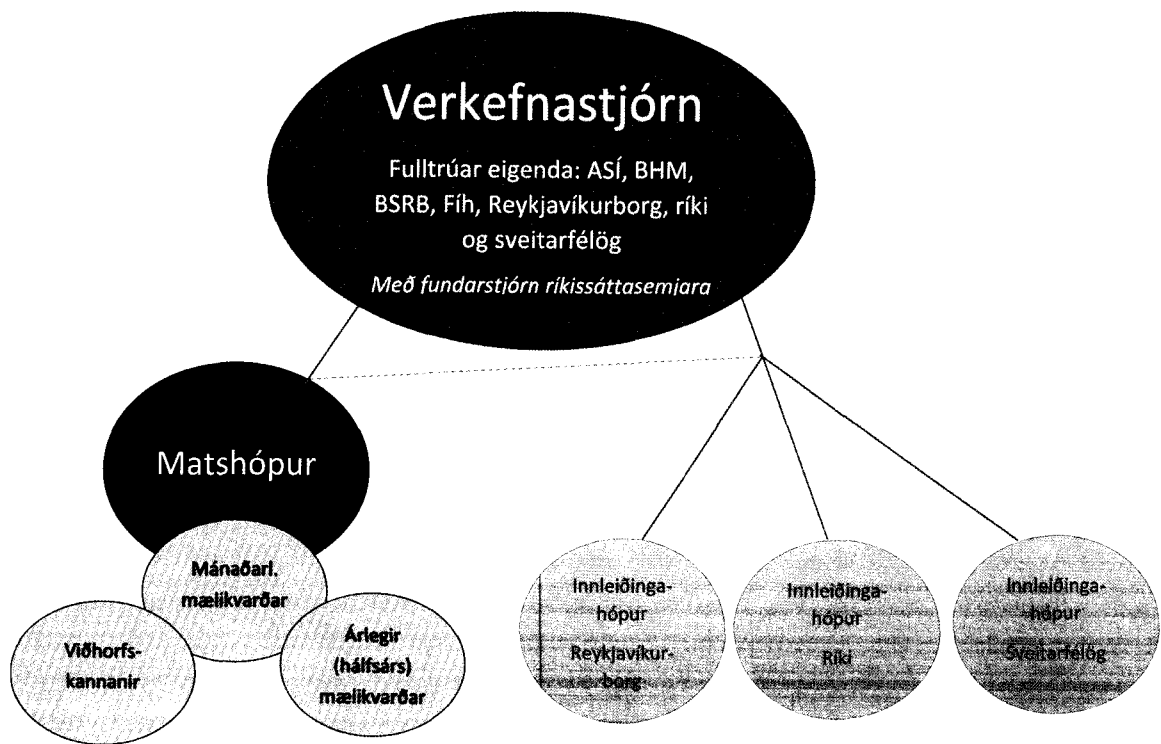 Verkefnastjórn
Fulltrúar eigenda: ASÍ, BHM,
BSRB, Fíh, Reykjavíkurborg, ríki
og sveitarfélög
Með fundarstjórn ríkissáttasemjara
Matshópur
Mánaðarl.
mælikvarðar
Viðhorfs-
kannanir
Árlegir
(hálfsárs)
mælikvarðar
Innleiðinga-
hópur
Reykjavíkur-
borg
Innleiðinga-
hópur
Ríki
Innleiðinga-
hópur
Sveitarfélög